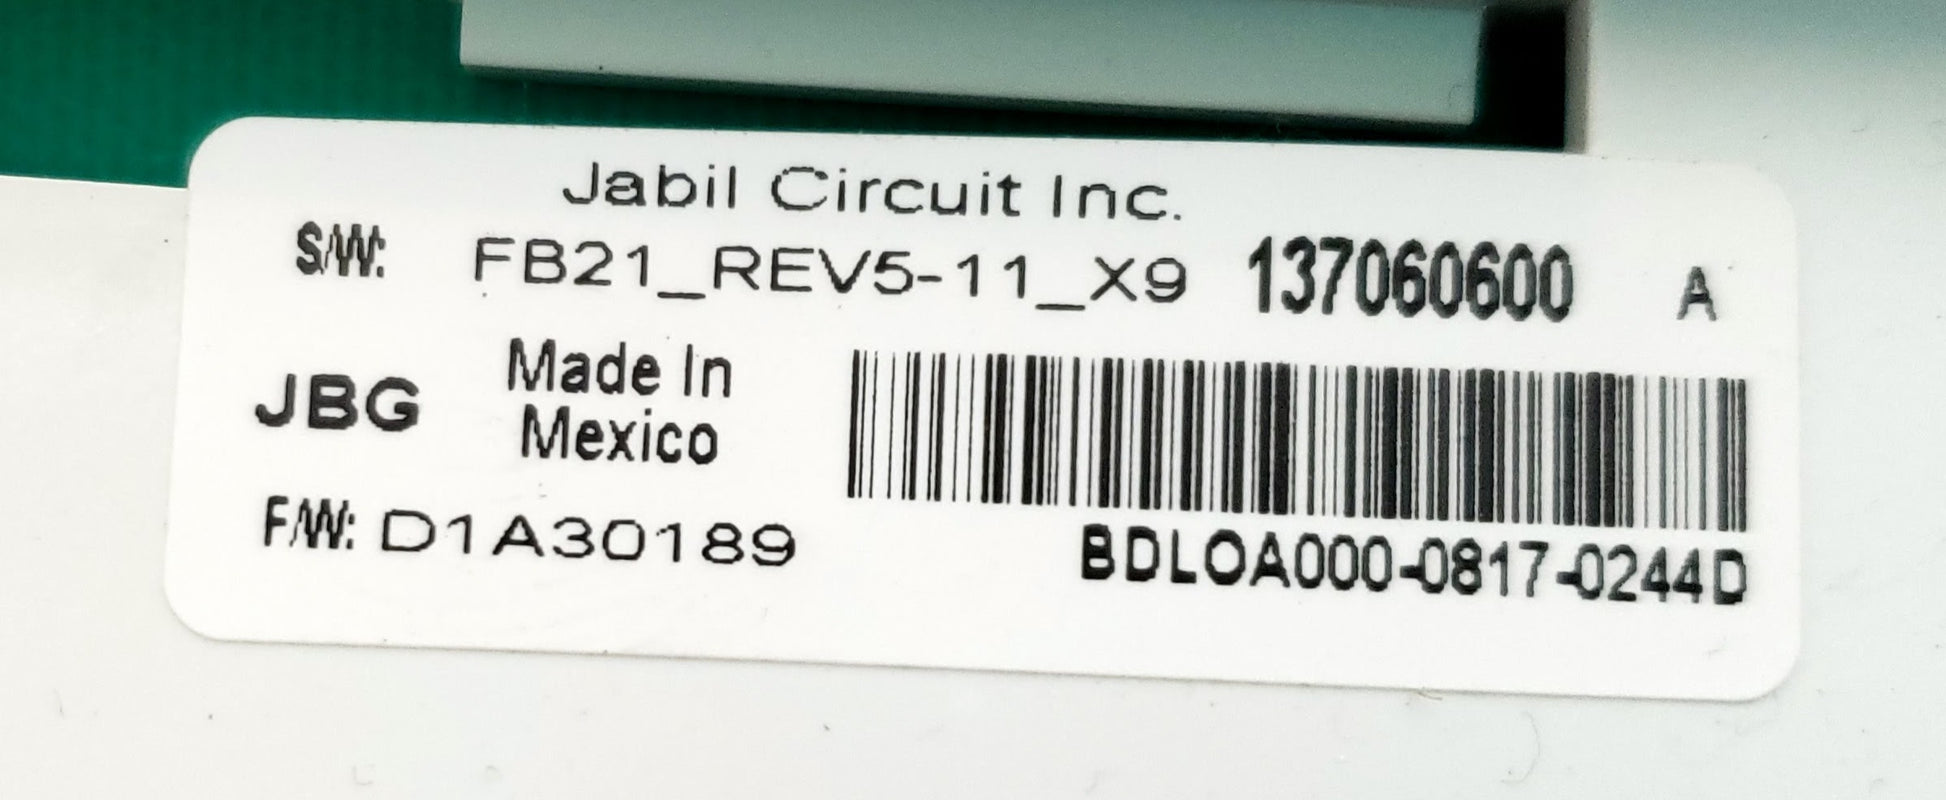 Jabil Circuit Inc.
S/W: FB21_REV5-11_X9 137060600 A
JBG Made In
Mexico
F/W: D1A30189
BDLOA000-0817-0244D